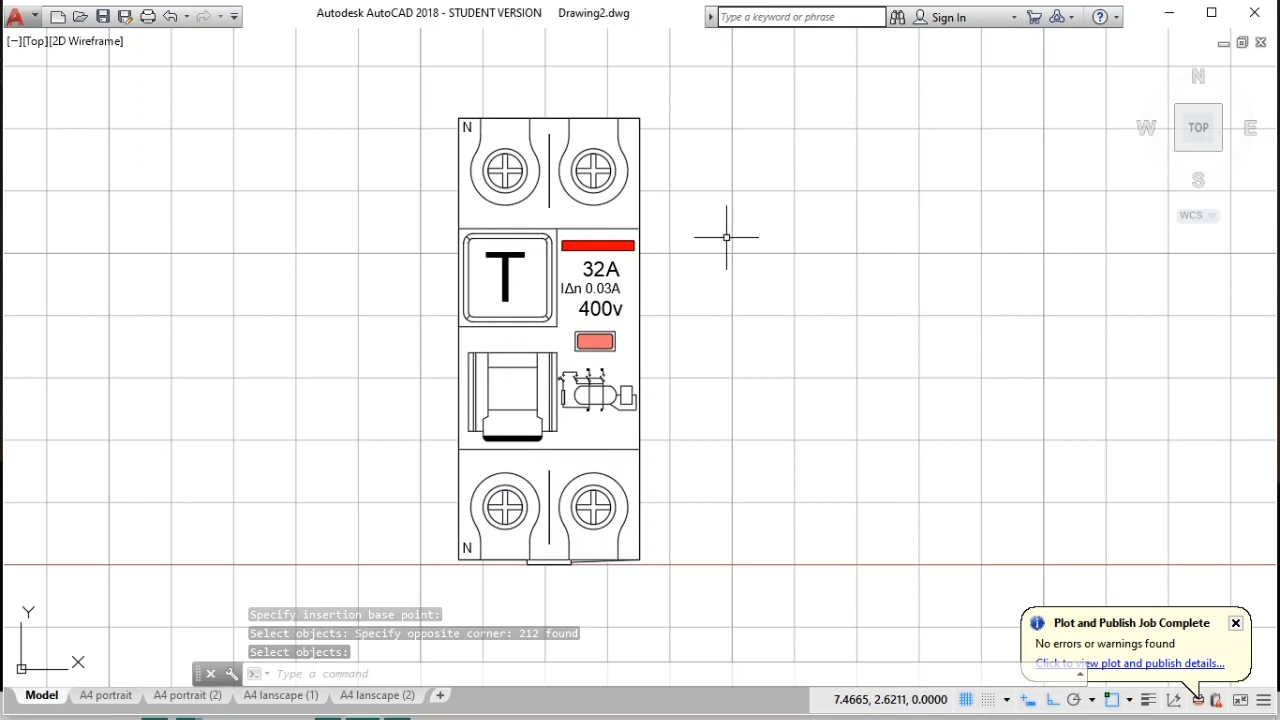 Autodesk AutoCAD 2018 - STUDENT VERSION Drawing2.dwg
Type a keyword or phrase
Sign In
[−][Top][2D Wireframe]
N
W
TOP
E
S
WCS
N
T
32A
IΔn 0.03A
400v
N
Specify insertion base point:
Select objects: Specify opposite corner: 212 found
Select objects:
Type a command
Y
X
Plot and Publish Job Complete
No errors or warnings found
Click to view plot and publish details...
Model
A4 portrait
A4 portrait (2)
A4 lanscape (1)
A4 lanscape (2)
7.4665, 2.6211, 0.0000